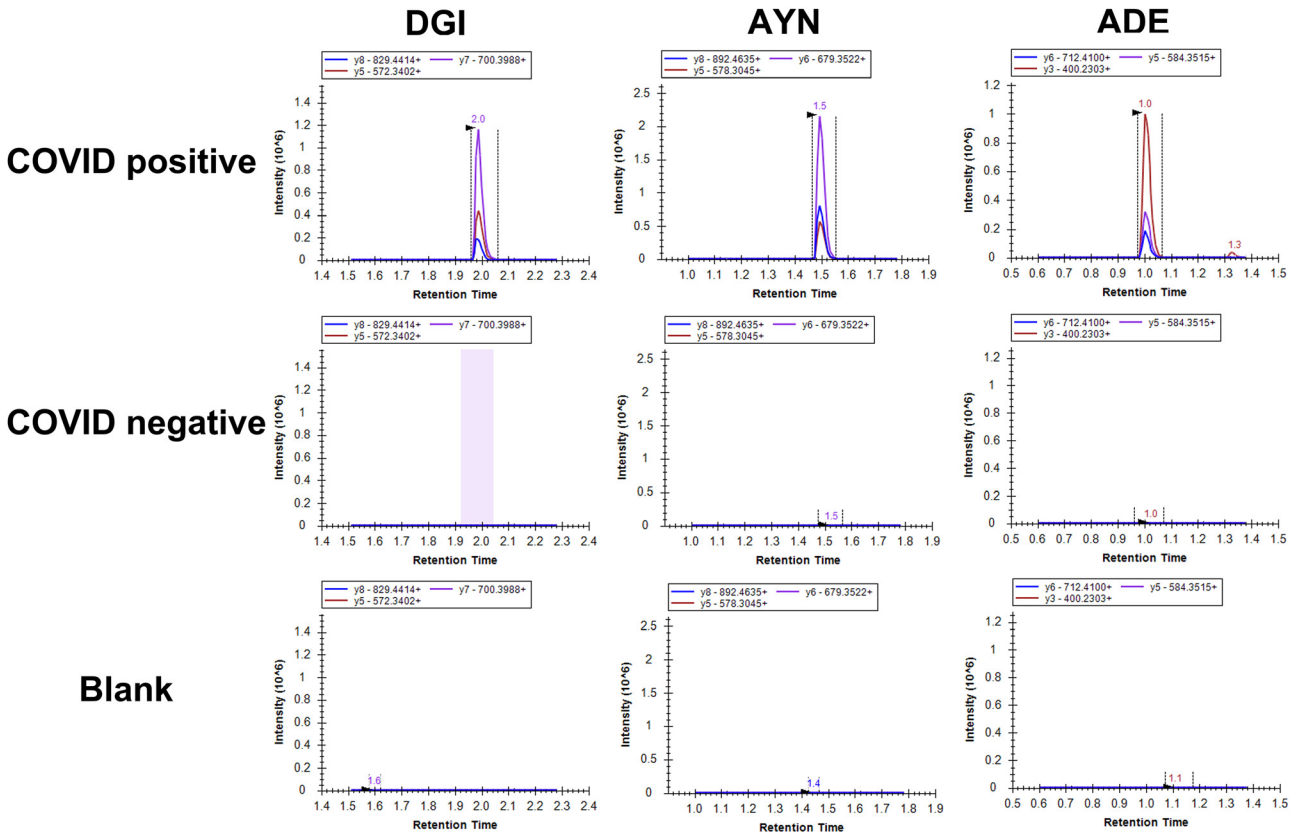 DGI
AYN
ADE
COVID positive
y8 - 829.4414+ y7 - 700.3988+
y5 - 572.3402+
Intensity (10^6)
1.4
1.2
1
0.8
0.6
0.4
0.2
0
2.0
1.4 1.5 1.6 1.7 1.8 1.9 2.0 2.1 2.2 2.3 2.4
Retention Time
y8 - 892.4635+ y6 - 679.3522+
y5 - 578.3045+
Intensity (10^6)
2.5
2
1.5
1
0.5
0
1.5
1.0 1.1 1.2 1.3 1.4 1.5 1.6 1.7 1.8 1.9
Retention Time
y6 - 712.4100+ y5 - 584.3515+
y3 - 400.2303+
Intensity (10^6)
1.2
1
0.8
0.6
0.4
0.2
0
1.0
1.3
0.5 0.6 0.7 0.8 0.9 1.0 1.1 1.2 1.3 1.4 1.5
Retention Time
COVID negative
y8 - 829.4414+ y7 - 700.3988+
y5 - 572.3402+
Intensity (10^6)
1.4
1.2
1
0.8
0.6
0.4
0.2
0
1.4 1.5 1.6 1.7 1.8 1.9 2.0 2.1 2.2 2.3 2.4
Retention Time
y8 - 892.4635+ y6 - 679.3522+
y5 - 578.3045+
Intensity (10^6)
2.5
2
1.5
1
0.5
0
1.5
1.0 1.1 1.2 1.3 1.4 1.5 1.6 1.7 1.8 1.9
Retention Time
y6 - 712.4100+ y5 - 584.3515+
y3 - 400.2303+
Intensity (10^6)
1.2
1
0.8
0.6
0.4
0.2
0
1.0
0.5 0.6 0.7 0.8 0.9 1.0 1.1 1.2 1.3 1.4 1.5
Retention Time
Blank
y8 - 829.4414+ y7 - 700.3988+
y5 - 572.3402+
Intensity (10^6)
1.4
1.2
1
0.8
0.6
0.4
0.2
0
1.6
1.4 1.5 1.6 1.7 1.8 1.9 2.0 2.1 2.2 2.3 2.4
Retention Time
y8 - 892.4635+ y6 - 679.3522+
y5 - 578.3045+
Intensity (10^6)
2.5
2
1.5
1
0.5
0
1.4
1.0 1.1 1.2 1.3 1.4 1.5 1.6 1.7 1.8 1.9
Retention Time
y6 - 712.4100+ y5 - 584.3515+
y3 - 400.2303+
Intensity (10^6)
1.2
1
0.8
0.6
0.4
0.2
0
1.1
0.5 0.6 0.7 0.8 0.9 1.0 1.1 1.2 1.3 1.4 1.5
Retention Time